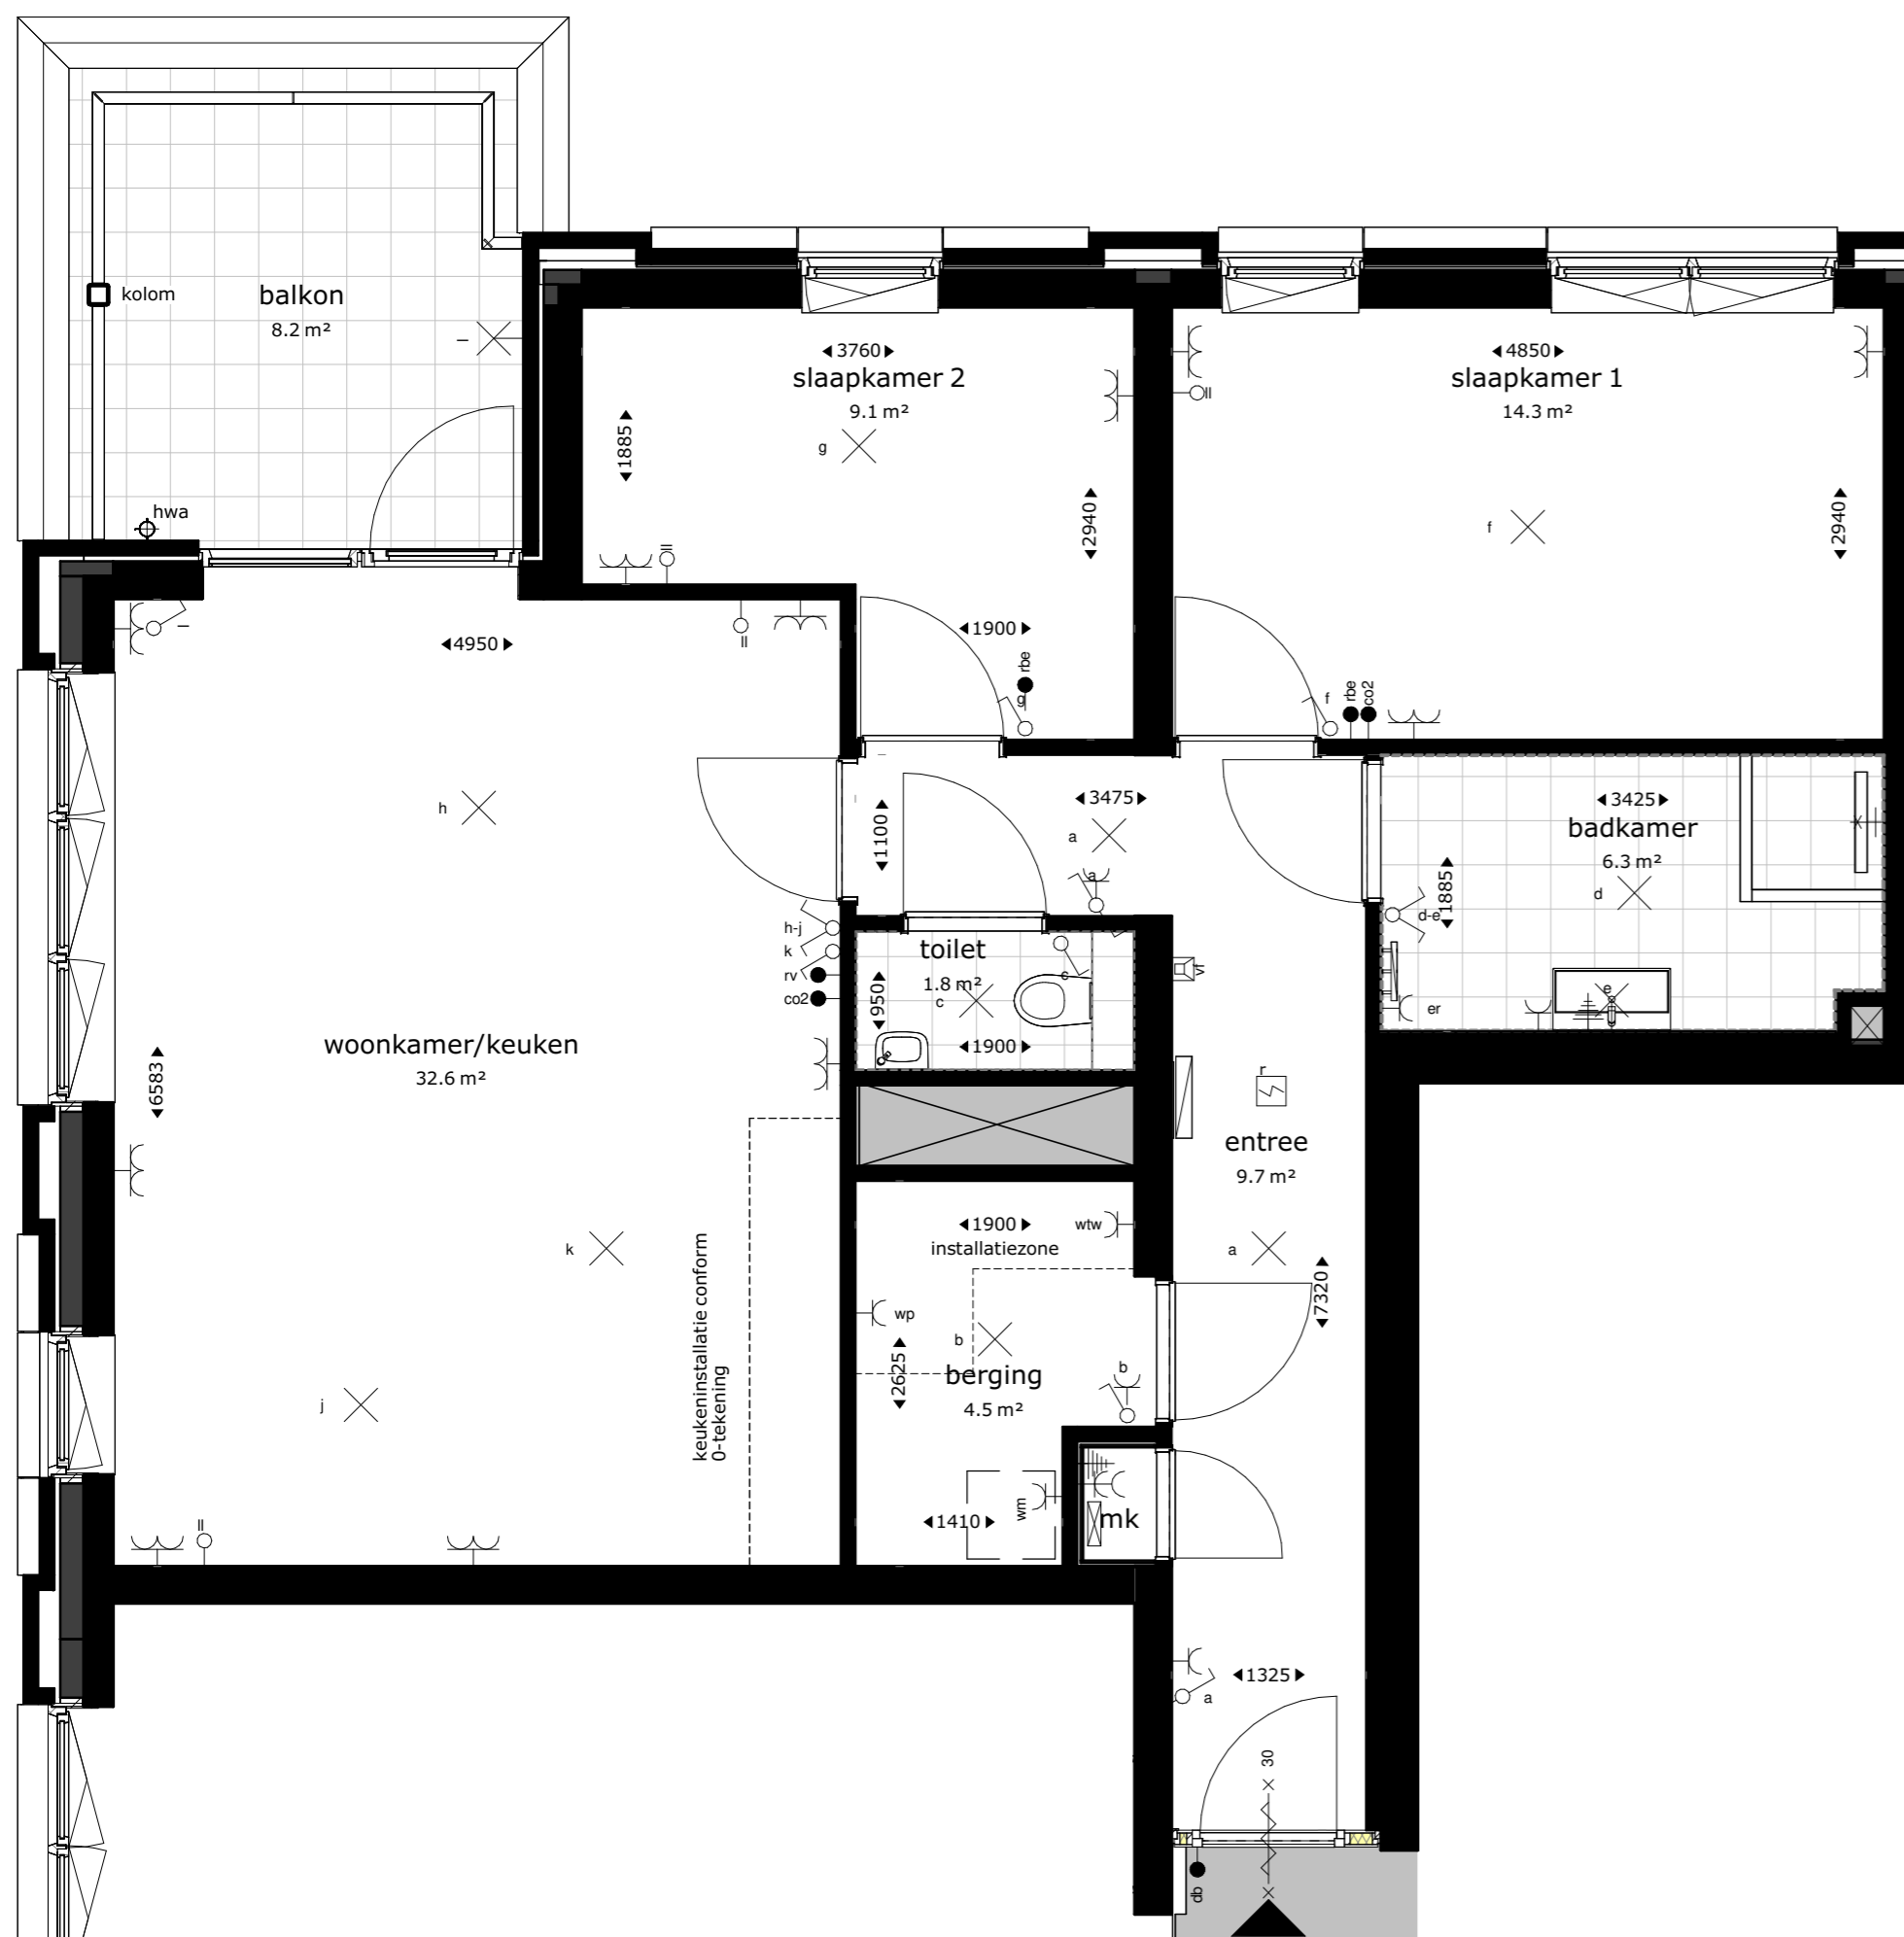 kolom
balkon
8.2 m²
hwa
3760
slaapkamer 2
9.1 m²
g
1885
2940
1900
rbe
g
4850
slaapkamer 1
14.3 m²
f
2940
f
rbe
co2
4950
h
h-j
k
rv
co2
woonkamer/keuken
32.6 m²
6583
k
j
keukeninstallatie conform
0-tekening
1100
3475
a
a
toilet
1.8 m²
c
c
950
1900
3425
badkamer
6.3 m²
d
1885
d-e
e
er
vf
r
entree
9.7 m²
a
7320
1900
wtw
installatiezone
wp
b
2625
berging
4.5 m²
b
1410
wm
mk
1325
a
30
db